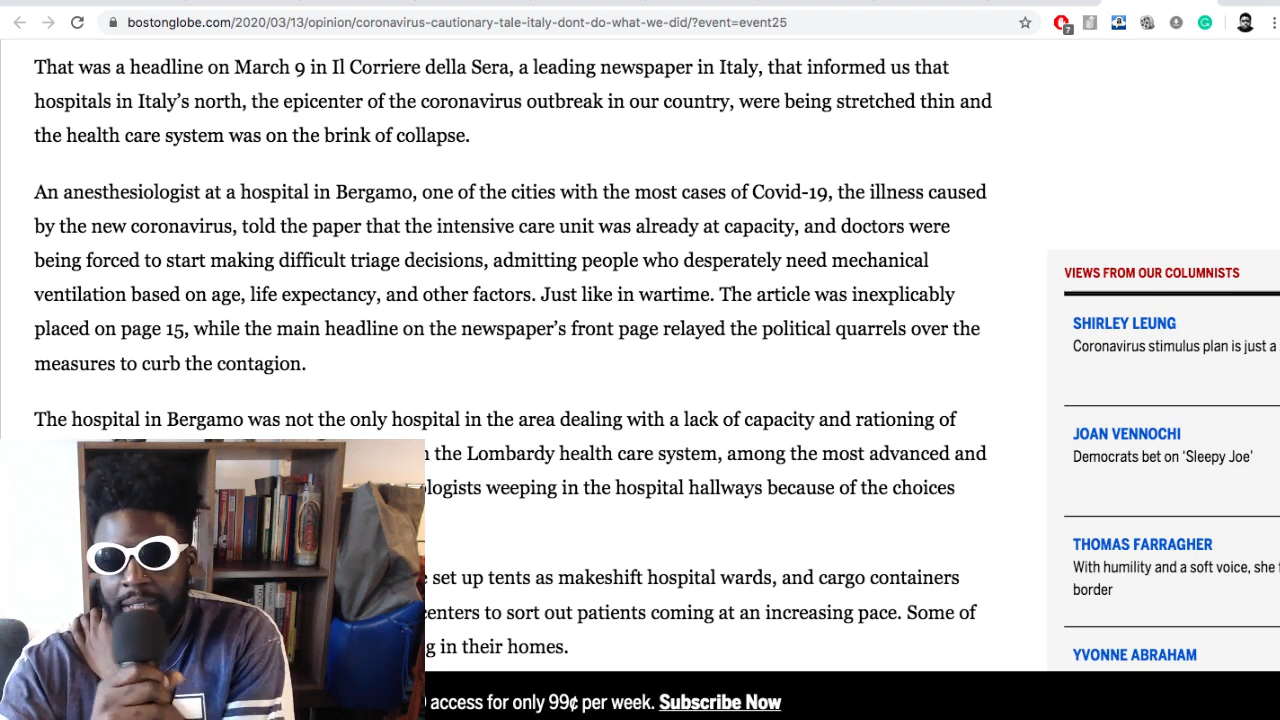 bostonglobe.com/2020/03/13/opinion/coronavirus-cautionary-tale-italy-dont-do-what-we-did/?event=event25
7
That was a headline on March 9 in Il Corriere della Sera, a leading newspaper in Italy, that informed us that
hospitals in Italy’s north, the epicenter of the coronavirus outbreak in our country, were being stretched thin and
the health care system was on the brink of collapse.
An anesthesiologist at a hospital in Bergamo, one of the cities with the most cases of Covid-19, the illness caused
by the new coronavirus, told the paper that the intensive care unit was already at capacity, and doctors were
being forced to start making difficult triage decisions, admitting people who desperately need mechanical
ventilation based on age, life expectancy, and other factors. Just like in wartime. The article was inexplicably
placed on page 15, while the main headline on the newspaper’s front page relayed the political quarrels over the
measures to curb the contagion.
The hospital in Bergamo was not the only hospital in the area dealing with a lack of capacity and rationing of
the Lombardy health care system, among the most advanced and
ologists weeping in the hospital hallways because of the choices
set up tents as makeshift hospital wards, and cargo containers
centers to sort out patients coming at an increasing pace. Some of
g in their homes.
access for only 99¢ per week. Subscribe Now
VIEWS FROM OUR COLUMNISTS
SHIRLEY LEUNG
Coronavirus stimulus plan is just a
JOAN VENNOCHI
Democrats bet on ‘Sleepy Joe’
THOMAS FARRAGHER
With humility and a soft voice, she
border
YVONNE ABRAHAM